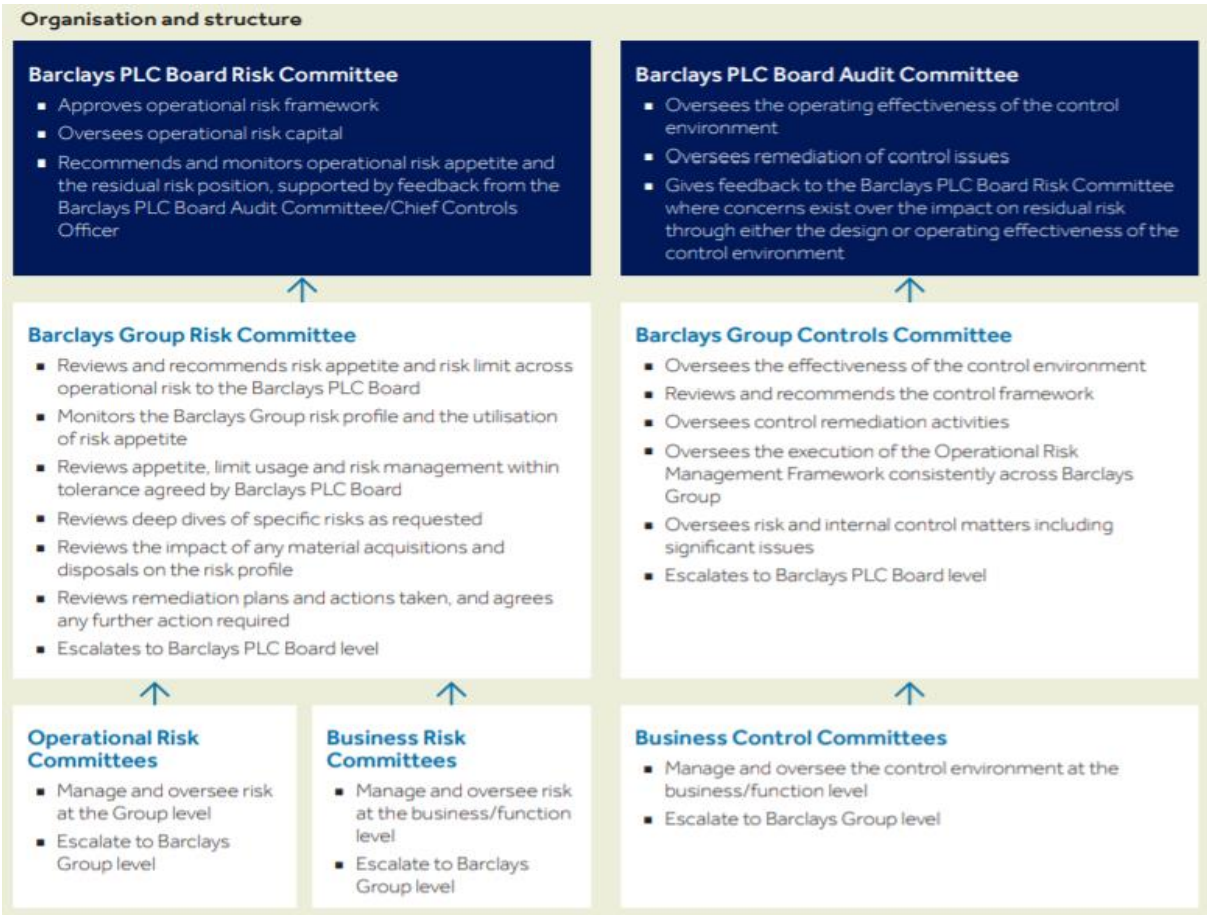 Organisation and structure
Barclays PLC Board Risk Committee
▪ Approves operational risk framework
▪ Oversees operational risk capital
▪ Recommends and monitors operational risk appetite and
the residual risk position, supported by feedback from the
Barclays PLC Board Audit Committee/Chief Controls
Officer
Barclays PLC Board Audit Committee
▪ Oversees the operating effectiveness of the control
environment
▪ Oversees remediation of control issues
▪ Gives feedback to the Barclays PLC Board Risk Committee
where concerns exist over the impact on residual risk
through either the design or operating effectiveness of the
control environment
Barclays Group Risk Committee
▪ Reviews and recommends risk appetite and risk limit across
operational risk to the Barclays PLC Board
▪ Monitors the Barclays Group risk profile and the utilisation
of risk appetite
▪ Reviews appetite, limit usage and risk management within
tolerance agreed by Barclays PLC Board
▪ Reviews deep dives of specific risks as requested
▪ Reviews the impact of any material acquisitions and
disposals on the risk profile
▪ Reviews remediation plans and actions taken, and agrees
any further action required
▪ Escalates to Barclays PLC Board level
Barclays Group Controls Committee
▪ Oversees the effectiveness of the control environment
▪ Reviews and recommends the control framework
▪ Oversees control remediation activities
▪ Oversees the execution of the Operational Risk
Management Framework consistently across Barclays
Group
▪ Oversees risk and internal control matters including
significant issues
▪ Escalates to Barclays PLC Board level
Operational Risk
Committees
▪ Manage and oversee risk
at the Group level
▪ Escalate to Barclays
Group level
Business Risk
Committees
▪ Manage and oversee risk
at the business/function
level
▪ Escalate to Barclays
Group level
Business Control Committees
▪ Manage and oversee the control environment at the
business/function level
▪ Escalate to Barclays Group level